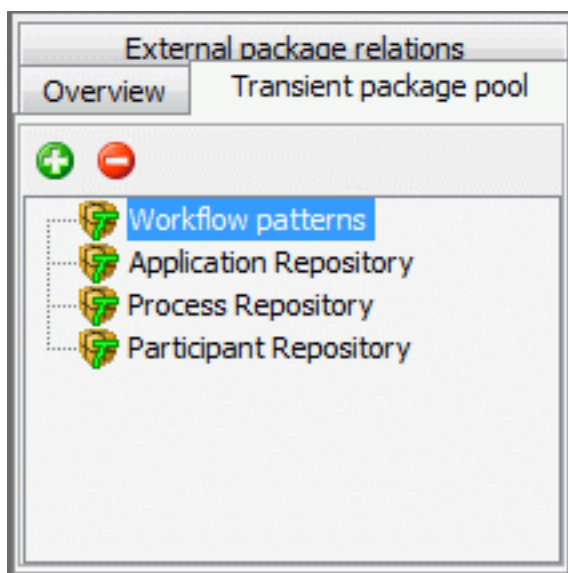 External package relations
Overview
Transient package pool
Workflow patterns
Application Repository
Process Repository
Participant Repository